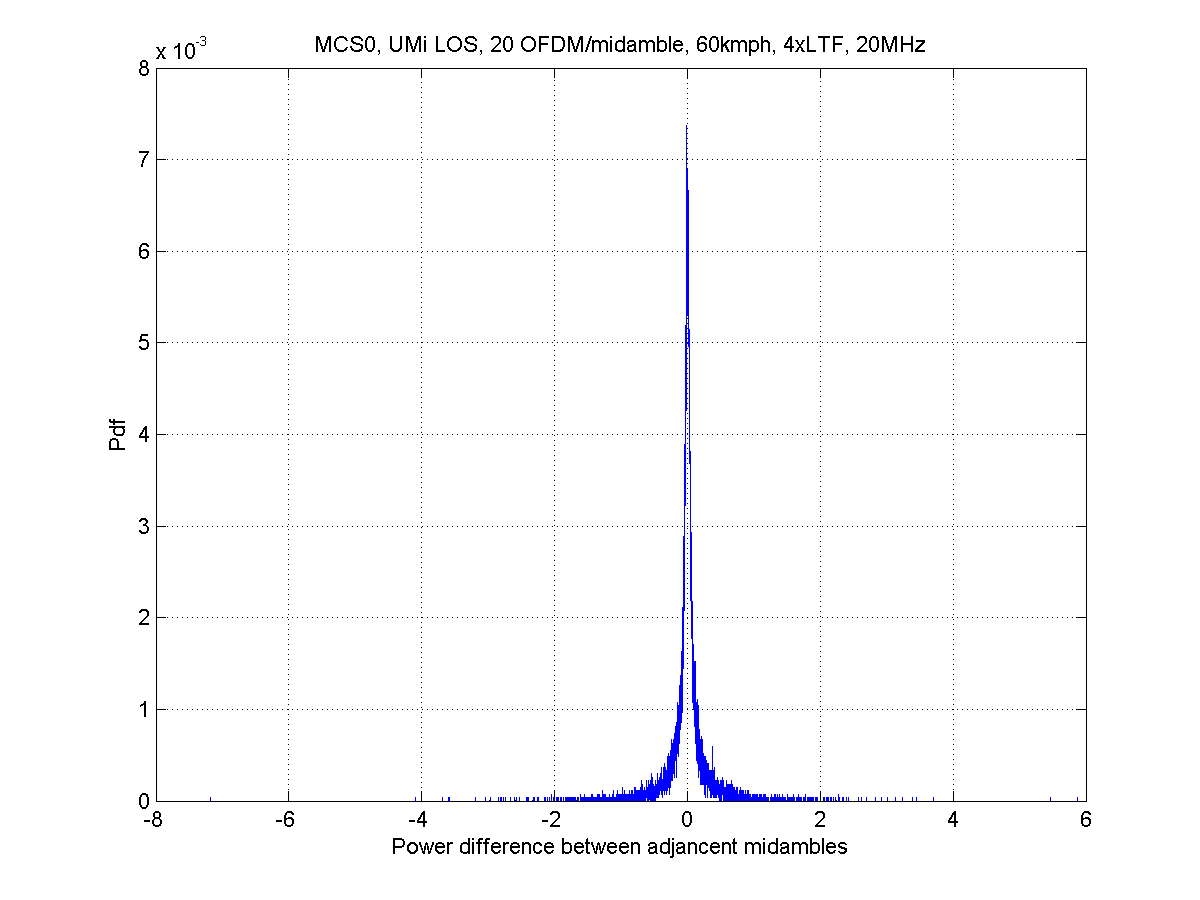 MCS0, UMi LOS, 20 OFDM/midamble, 60kmph, 4xLTF, 20MHz
x 10^-3
8
7
6
5
4
3
2
1
0
Pdf
-8 -6 -4 -2 0 2 4 6
Power difference between adjancent midambles